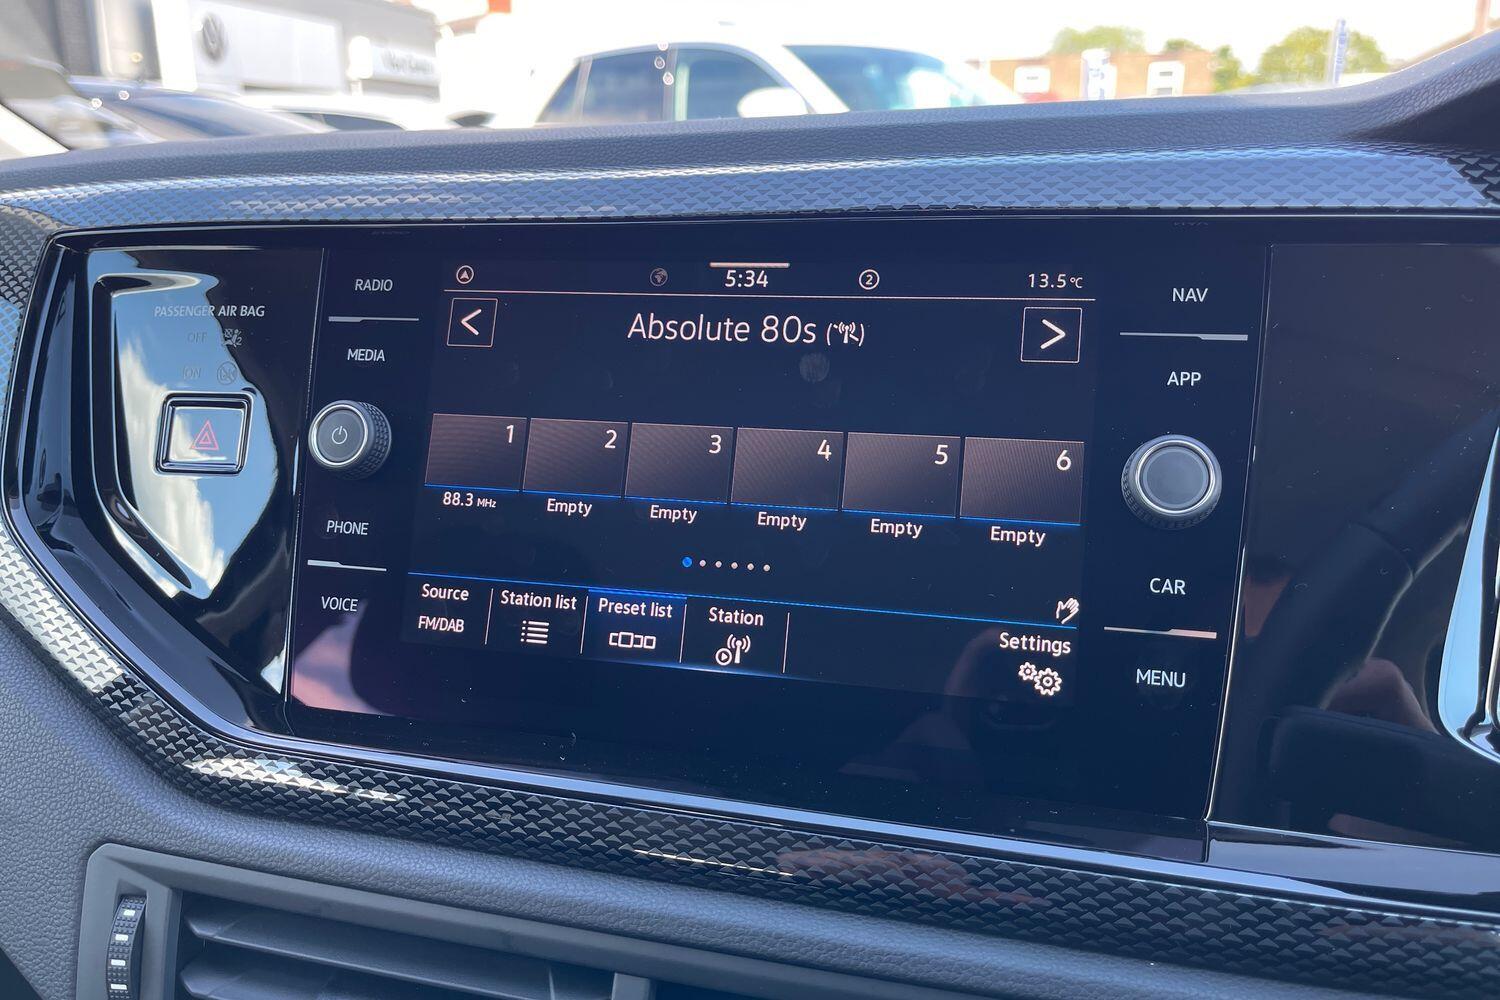 PASSENGER AIR BAG
OFF
ON
RADIO
MEDIA
PHONE
VOICE
5:34
2
13.5°C
<
Absolute 80s
>
1
2
3
4
5
6
88.3 MHz
Empty
Empty
Empty
Empty
Empty
Source
FM/DAB
Station list
Preset list
Station
Settings
NAV
APP
CAR
MENU